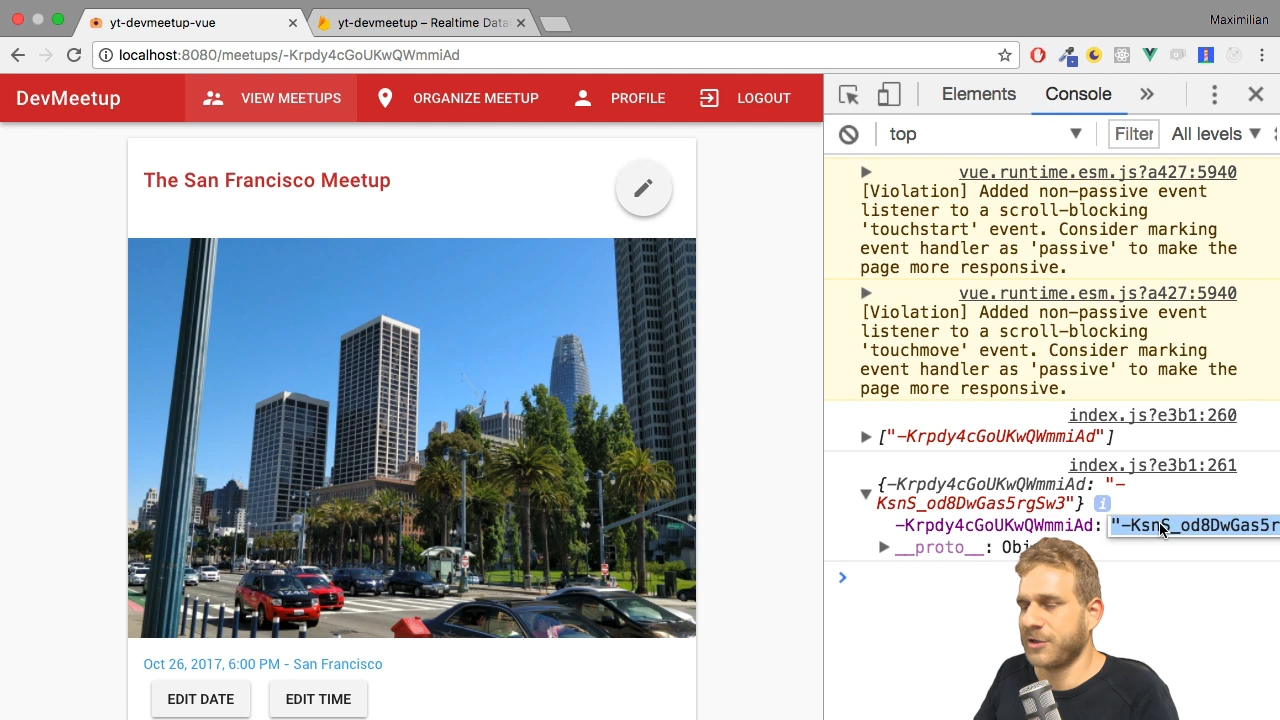 yt-devmeetup-vue
yt-devmeetup – Realtime Data
Maximilian
localhost:8080/meetups/-Krpdy4cGoUKwQWmmiAd
DevMeetup
VIEW MEETUPS
ORGANIZE MEETUP
PROFILE
LOGOUT
The San Francisco Meetup
Oct 26, 2017, 6:00 PM - San Francisco
EDIT DATE
EDIT TIME
Elements
Console
top
Filter
All levels
vue.runtime.esm.js?a427:5940
[Violation] Added non-passive event
listener to a scroll-blocking
'touchstart' event. Consider marking
event handler as 'passive' to make the
page more responsive.
vue.runtime.esm.js?a427:5940
[Violation] Added non-passive event
listener to a scroll-blocking
'touchmove' event. Consider marking
event handler as 'passive' to make the
page more responsive.
index.js?e3b1:260
["-Krpdy4cGoUKwQWmmiAd"]
index.js?e3b1:261
{-Krpdy4cGoUKwQWmmiAd: "-
KsnS_od8DwGas5rgSw3"}
-Krpdy4cGoUKwQWmmiAd: "-KsnS_od8DwGas5r
__proto__: Obj